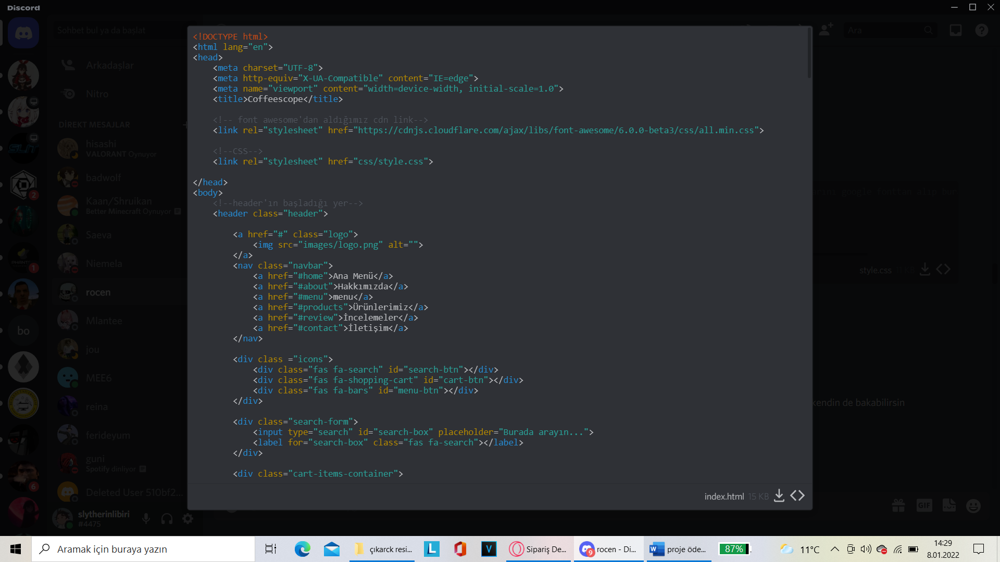 Discord
Sohbet bul ya da başlat
Arkadaşlar
Nitro
DİREKT MESAJLAR
hisashi
VALORANT Oynuyor
badwolf
Kaan/Shruikan
Better Minecraft Oynuyor
Saeva
Niemela
rocen
Mlantee
jou
MEE6
reina
ferideyum
guni
Spotify dinliyor
Deleted User 510bf2...
slytherinlibiri
#4475
bo
2
1
6
<!DOCTYPE html>
<html lang="en">
<head>
    <meta charset="UTF-8">
    <meta http-equiv="X-UA-Compatible" content="IE=edge">
    <meta name="viewport" content="width=device-width, initial-scale=1.0">
    <title>Coffeescope</title>
    <!-- font awesome'dan aldığımız cdn link-->
    <link rel="stylesheet" href="https://cdnjs.cloudflare.com/ajax/libs/font-awesome/6.0.0-beta3/css/all.min.css">
    <!--CSS-->
    <link rel="stylesheet" href="css/style.css">
</head>
<body>
    <!--header'ın başladığı yer-->
    <header class="header">
        <a href="#" class="logo">
            <img src="images/logo.png" alt="">
        </a>
        <nav class="navbar">
            <a href="#home">Ana Menü</a>
            <a href="#about">Hakkımızda</a>
            <a href="#menu">menu</a>
            <a href="#products">Ürünlerimiz</a>
            <a href="#review">İncelemeler</a>
            <a href="#contact">İletişim</a>
        </nav>
        <div class ="icons">
            <div class="fas fa-search" id="search-btn"></div>
            <div class="fas fa-shopping-cart" id="cart-btn"></div>
            <div class="fas fa-bars" id="menu-btn"></div>
        </div>
        <div class="search-form">
            <input type="search" id="search-box" placeholder="Burada arayın...">
            <label for="search-box" class="fas fa-search"></label>
        </div>
        <div class="cart-items-container">
index.html 15 KB
Ara
google fonttan alıp bur
style.css
kendin de bakabilirsin
GIF
Aramak için buraya yazın
çıkarck resi...
L
V
Sipariş De...
9
rocen - Di...
proje öde...
87%
11°C
14:29
8.01.2022